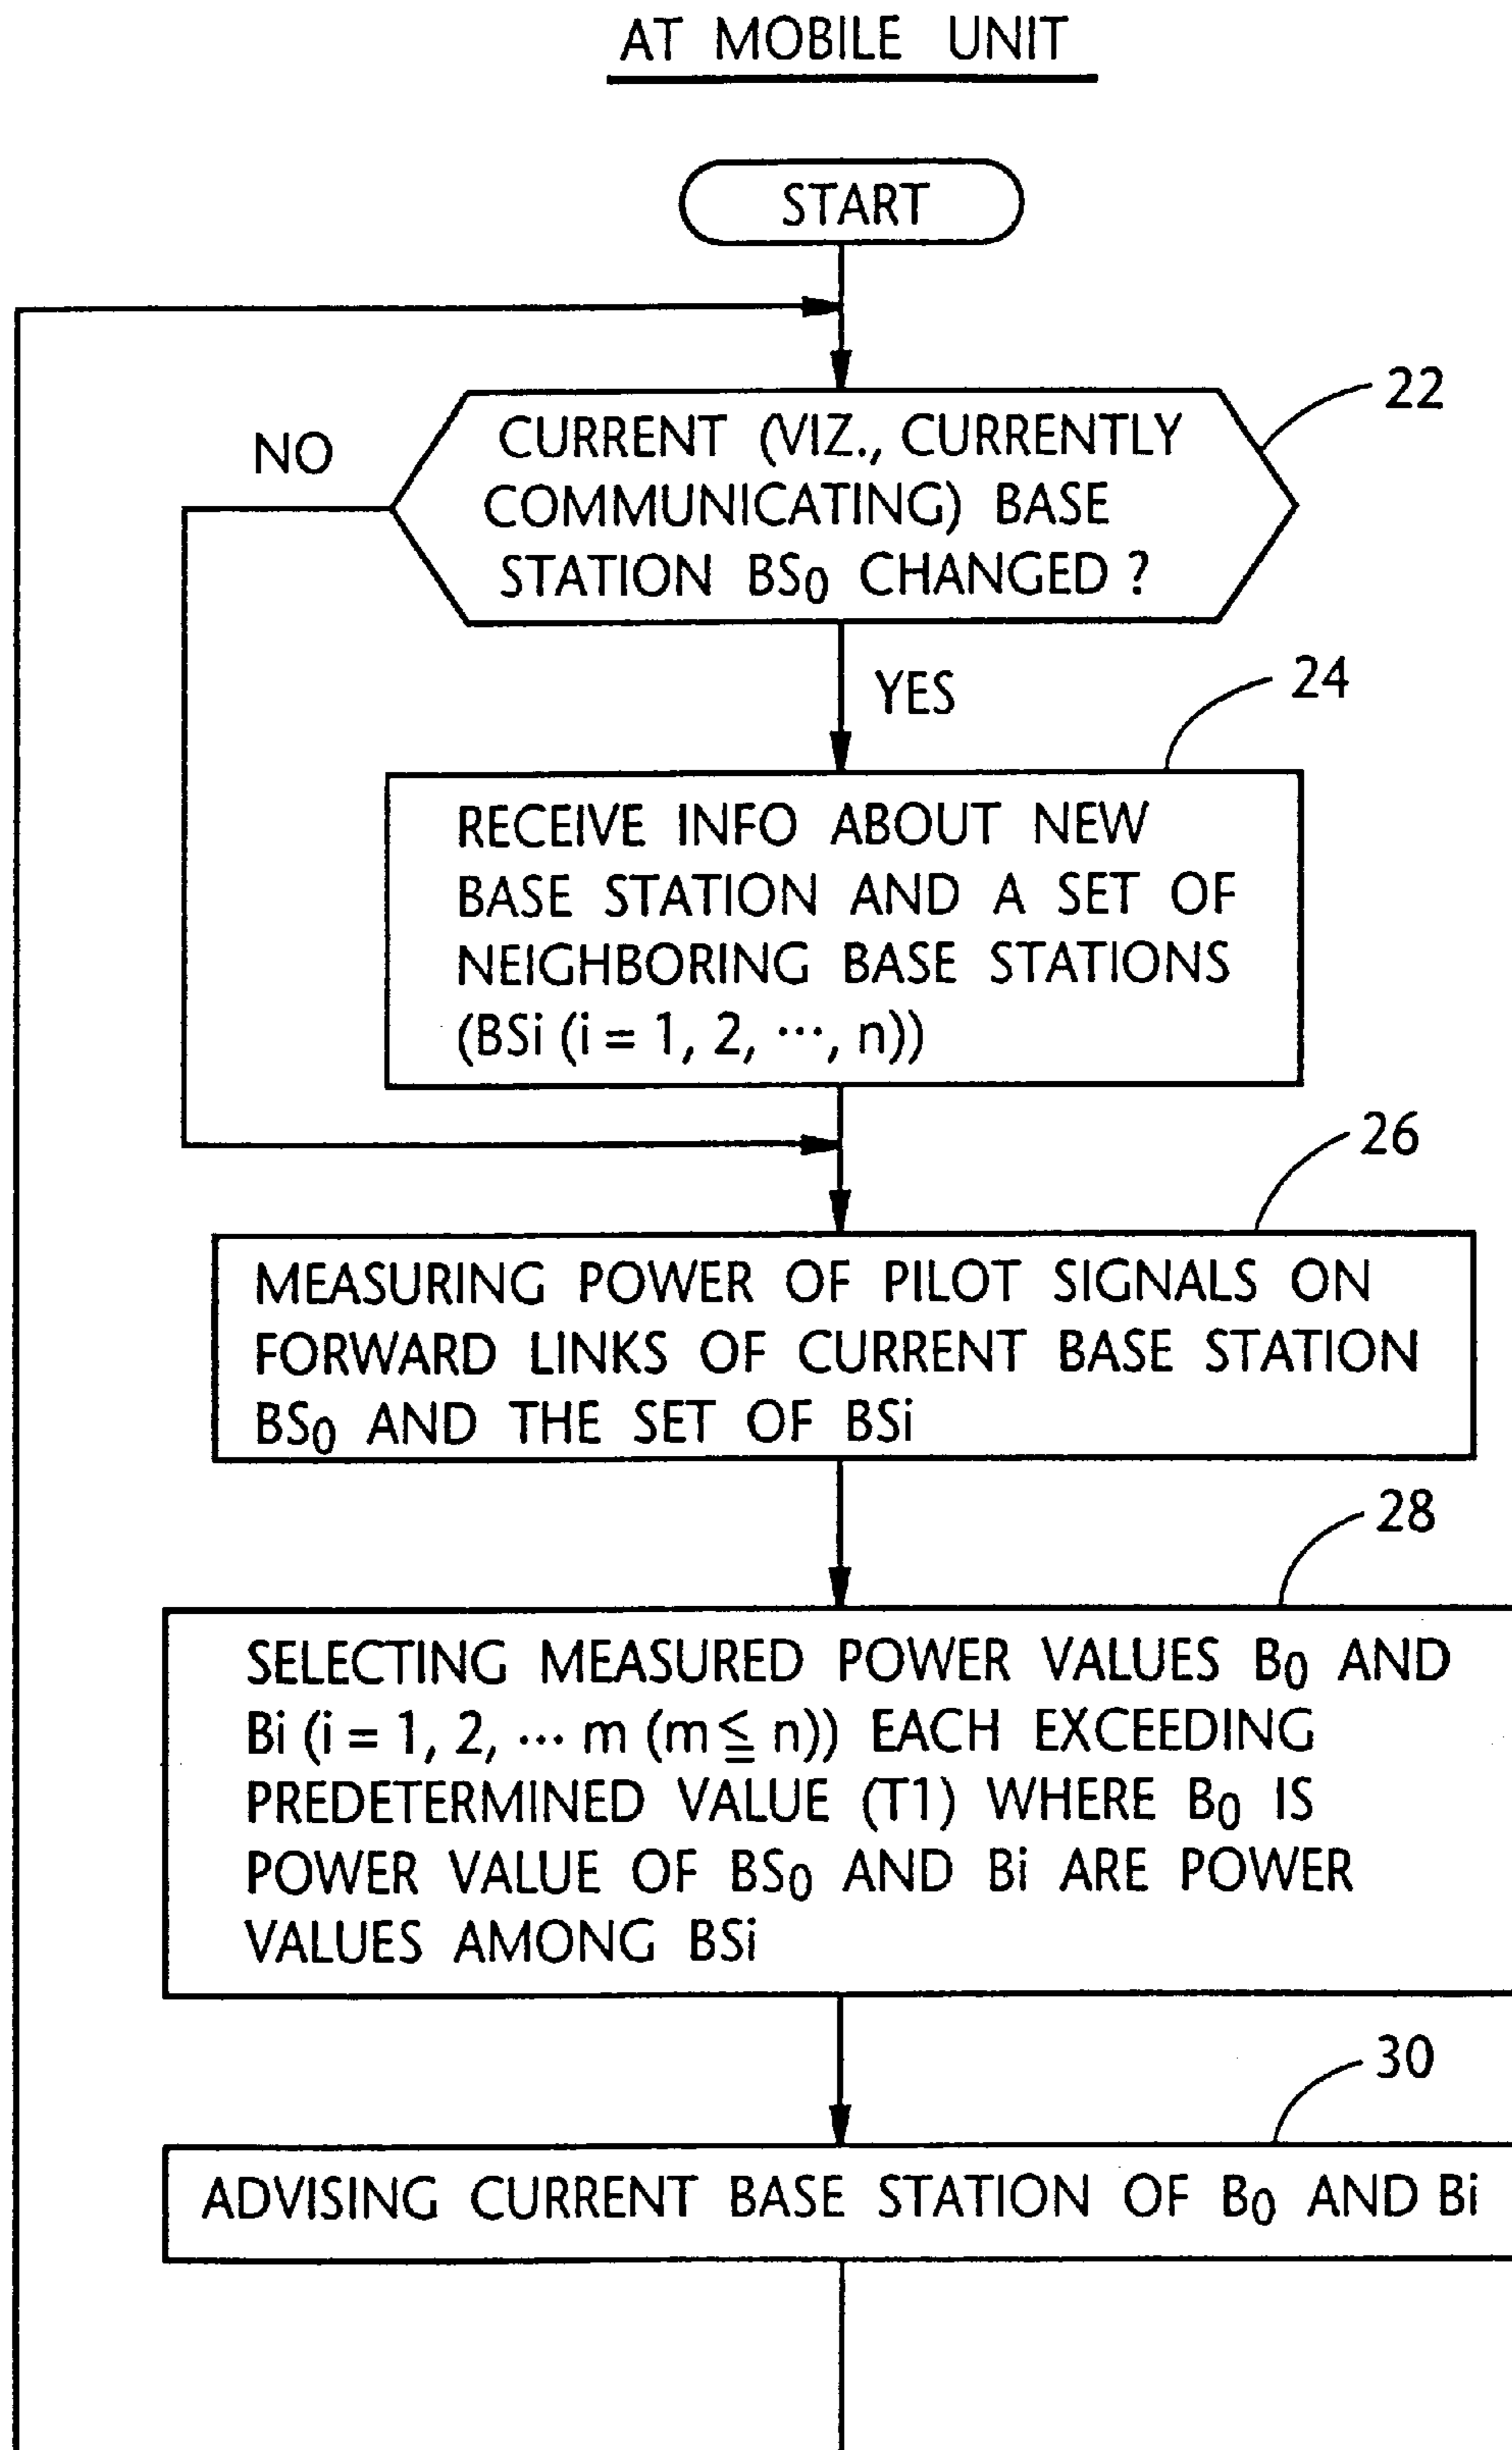 AT MOBILE UNIT
START
22
NO
CURRENT (VIZ., CURRENTLY
COMMUNICATING) BASE
STATION BS₀ CHANGED ?
YES
24
RECEIVE INFO ABOUT NEW
BASE STATION AND A SET OF
NEIGHBORING BASE STATIONS
(BSi (i = 1, 2, ···, n))
26
MEASURING POWER OF PILOT SIGNALS ON
FORWARD LINKS OF CURRENT BASE STATION
BS₀ AND THE SET OF BSi
28
SELECTING MEASURED POWER VALUES B₀ AND
Bi (i = 1, 2, ··· m (m ≦ n)) EACH EXCEEDING
PREDETERMINED VALUE (T1) WHERE B₀ IS
POWER VALUE OF BS₀ AND Bi ARE POWER
VALUES AMONG BSi
30
ADVISING CURRENT BASE STATION OF B₀ AND Bi